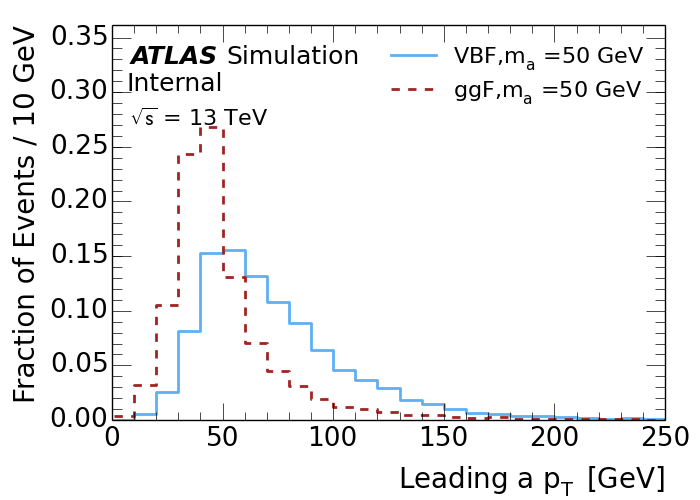 0.35
0.30
0.25
0.20
0.15
0.10
0.05
0.00
Fraction of Events / 10 GeV
ATLAS Simulation
Internal
√s = 13 TeV
VBF,mₐ =50 GeV
ggF,mₐ =50 GeV
0 50 100 150 200 250
Leading a p_T [GeV]